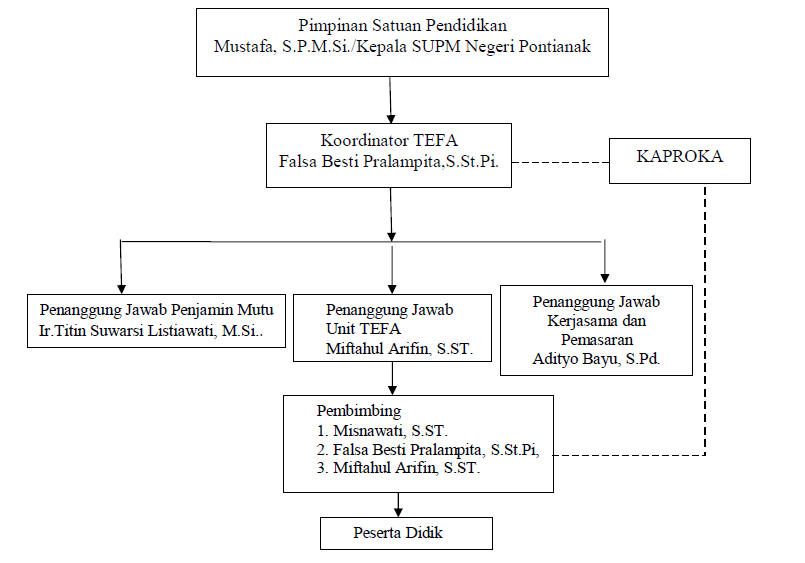 Pimpinan Satuan Pendidikan
Mustafa, S.P.M.Si./Kepala SUPM Negeri Pontianak
Koordinator TEFA
Falsa Besti Pralampita,S.St.Pi.
KAPROKA
Penanggung Jawab Penjamin Mutu
Ir.Titin Suwarsi Listiawati, M.Si..
Penanggung Jawab
Unit TEFA
Miftahul Arifin, S.ST.
Penanggung Jawab
Kerjasama dan
Pemasaran
Adityo Bayu, S.Pd.
Pembimbing
1. Misnawati, S.ST.
2. Falsa Besti Pralampita, S.St.Pi,
3. Miftahul Arifin, S.ST.
Peserta Didik